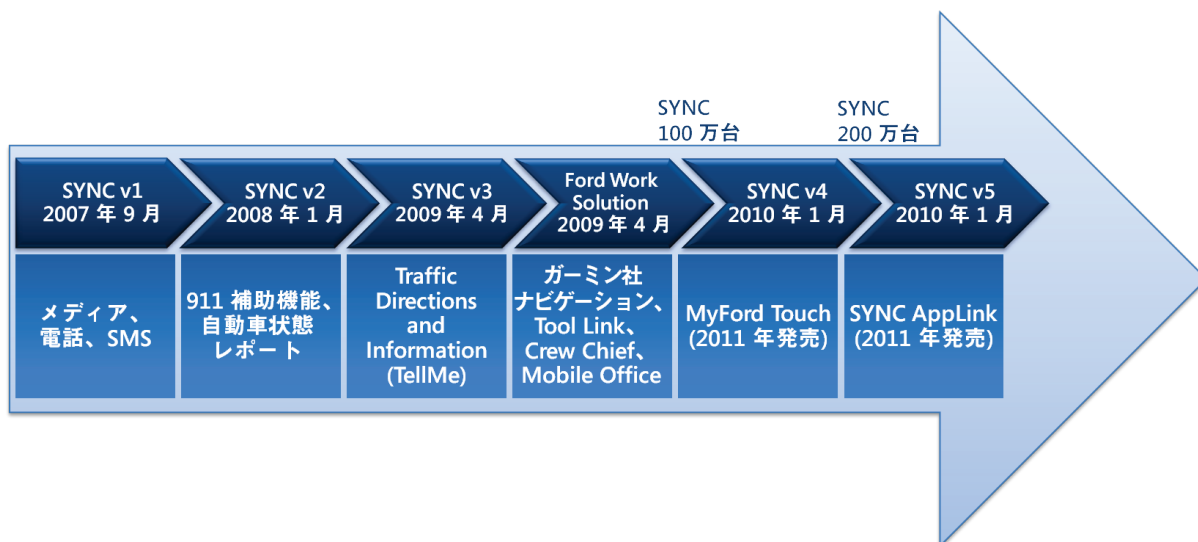 SYNC
100 万台
SYNC
200 万台
SYNC v1
2007 年 9 月
SYNC v2
2008 年 1 月
SYNC v3
2009 年 4 月
Ford Work
Solution
2009 年 4 月
SYNC v4
2010 年 1 月
SYNC v5
2010 年 1 月
メディア、
電話、SMS
911 補助機能、
自動車状態
レポート
Traffic
Directions
and
Information
(TellMe)
ガーミン社
ナビゲーション、
Tool Link、
Crew Chief、
Mobile Office
MyFord Touch
(2011 年発売)
SYNC AppLink
(2011 年発売)